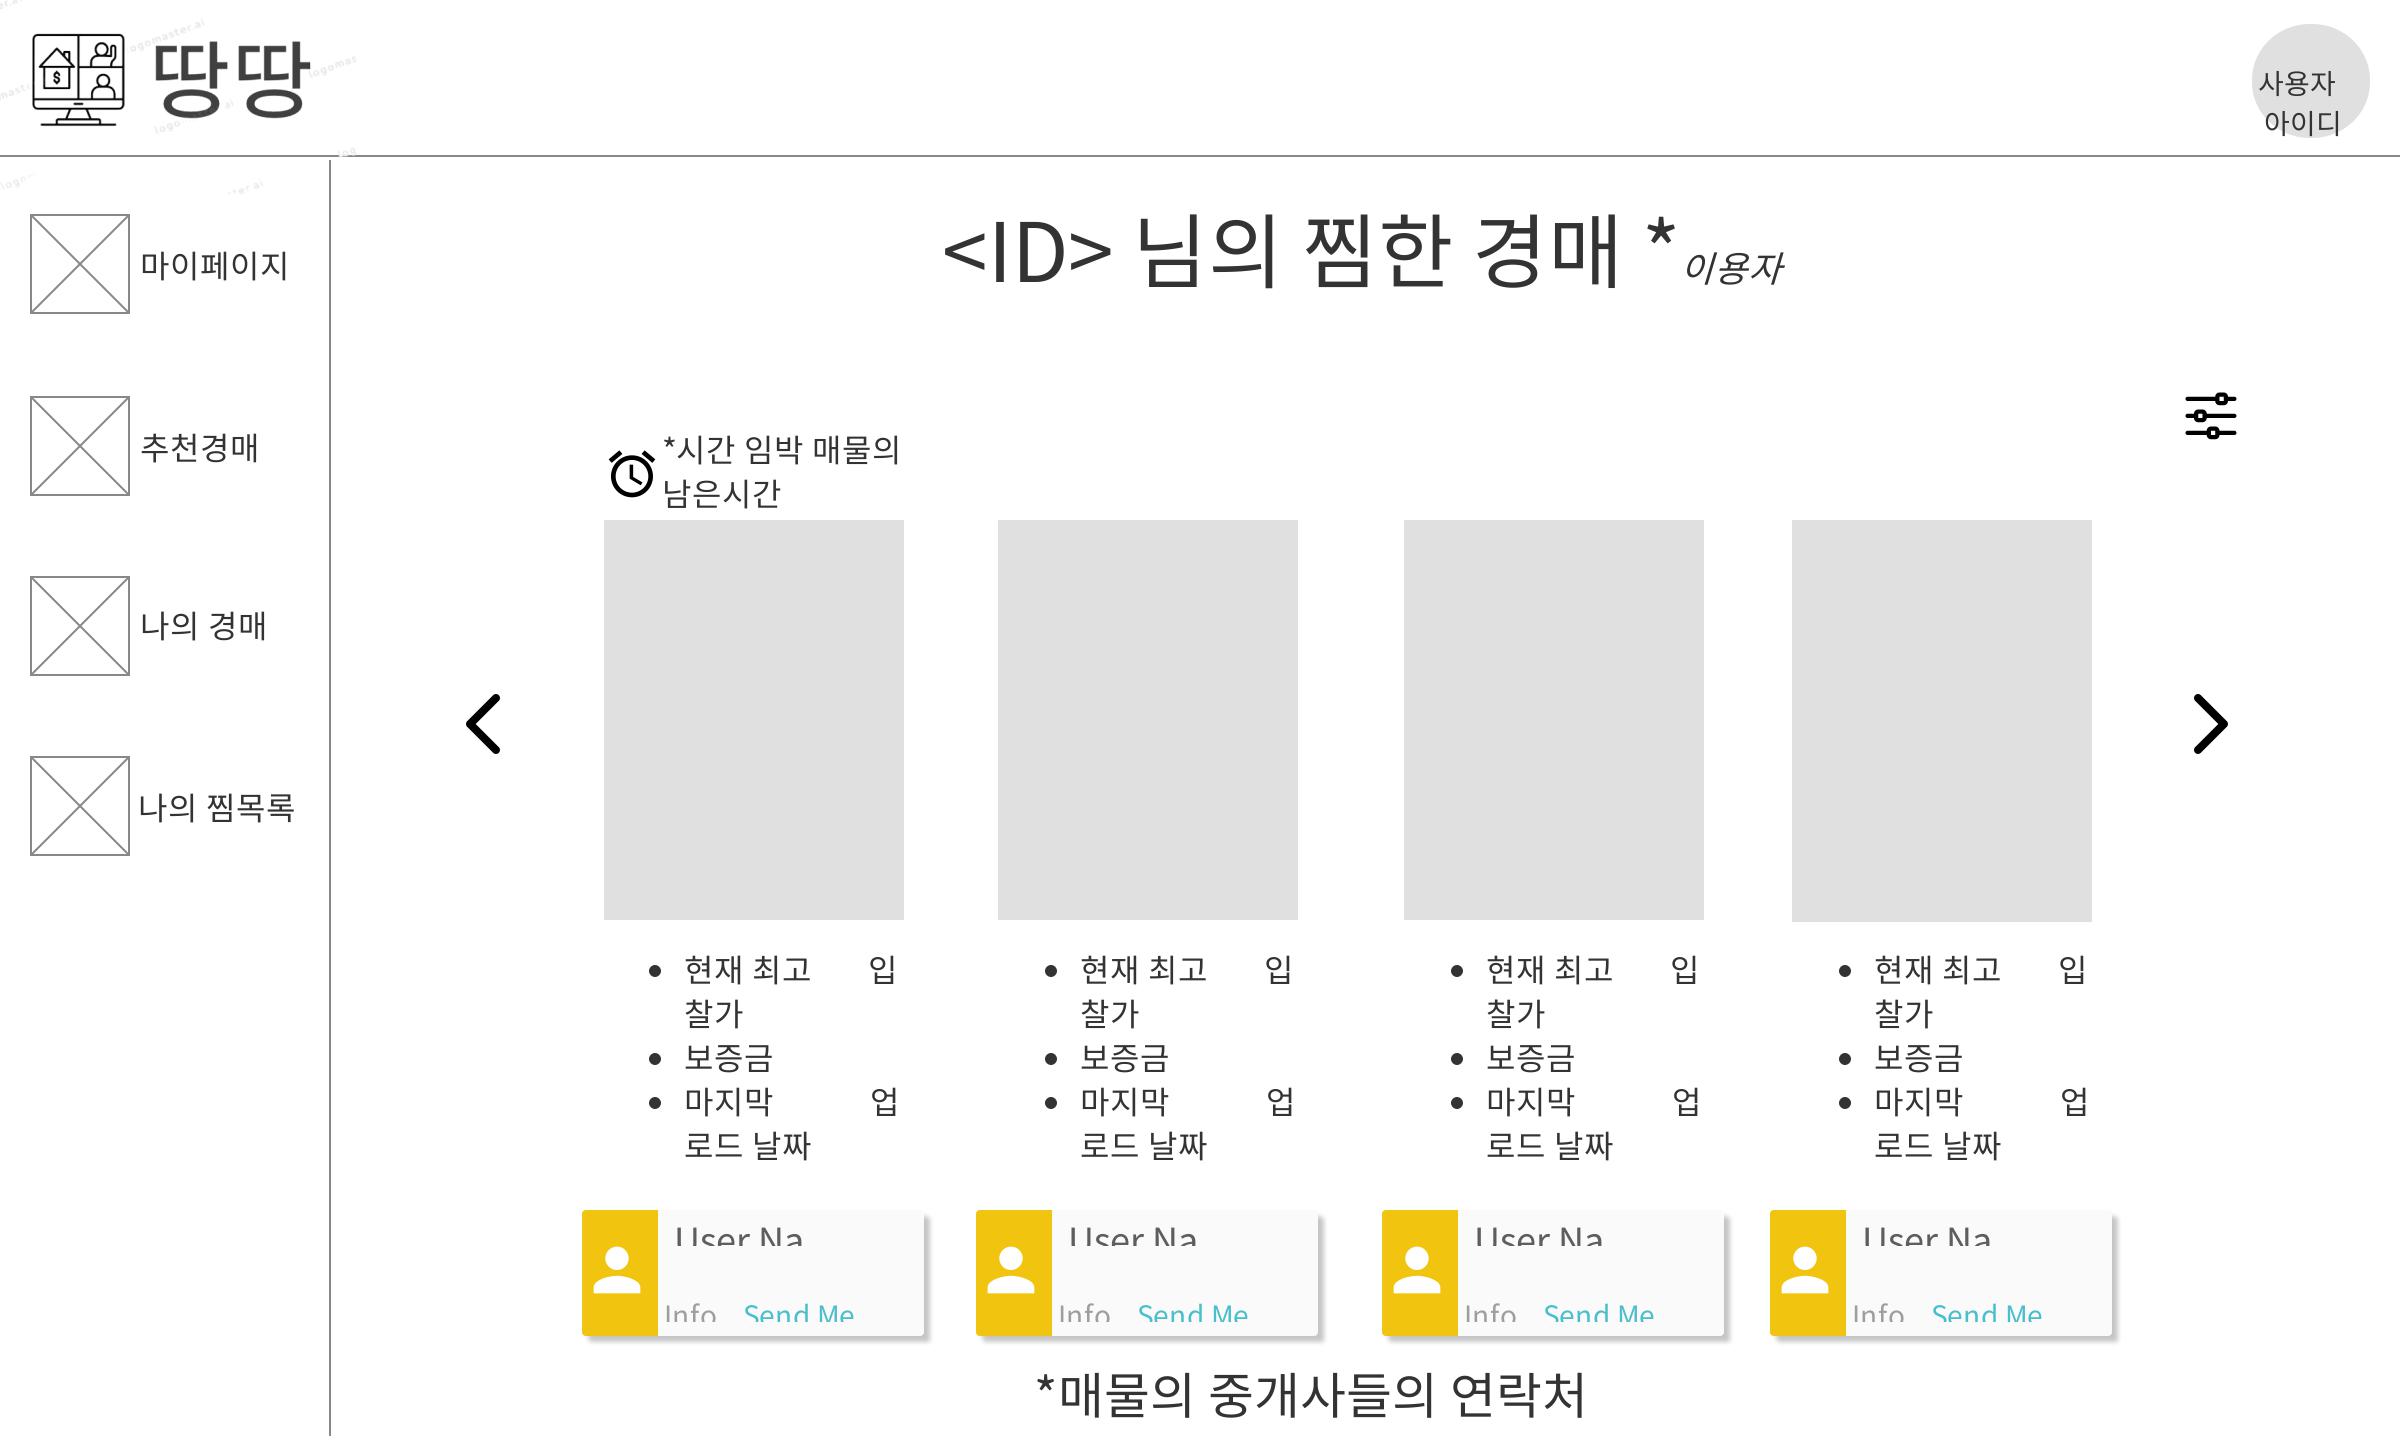 땅땅
사용자
아이디
마이페이지
추천경매
나의 경매
나의 찜목록
<ID> 님의 찜한 경매 *이용자
*시간 임박 매물의
남은시간
현재 최고 입
찰가
보증금
마지막 업
로드 날짜
현재 최고 입
찰가
보증금
마지막 업
로드 날짜
현재 최고 입
찰가
보증금
마지막 업
로드 날짜
현재 최고 입
찰가
보증금
마지막 업
로드 날짜
User Na
Info Send Me
User Na
Info Send Me
User Na
Info Send Me
User Na
Info Send Me
*매물의 중개사들의 연락처